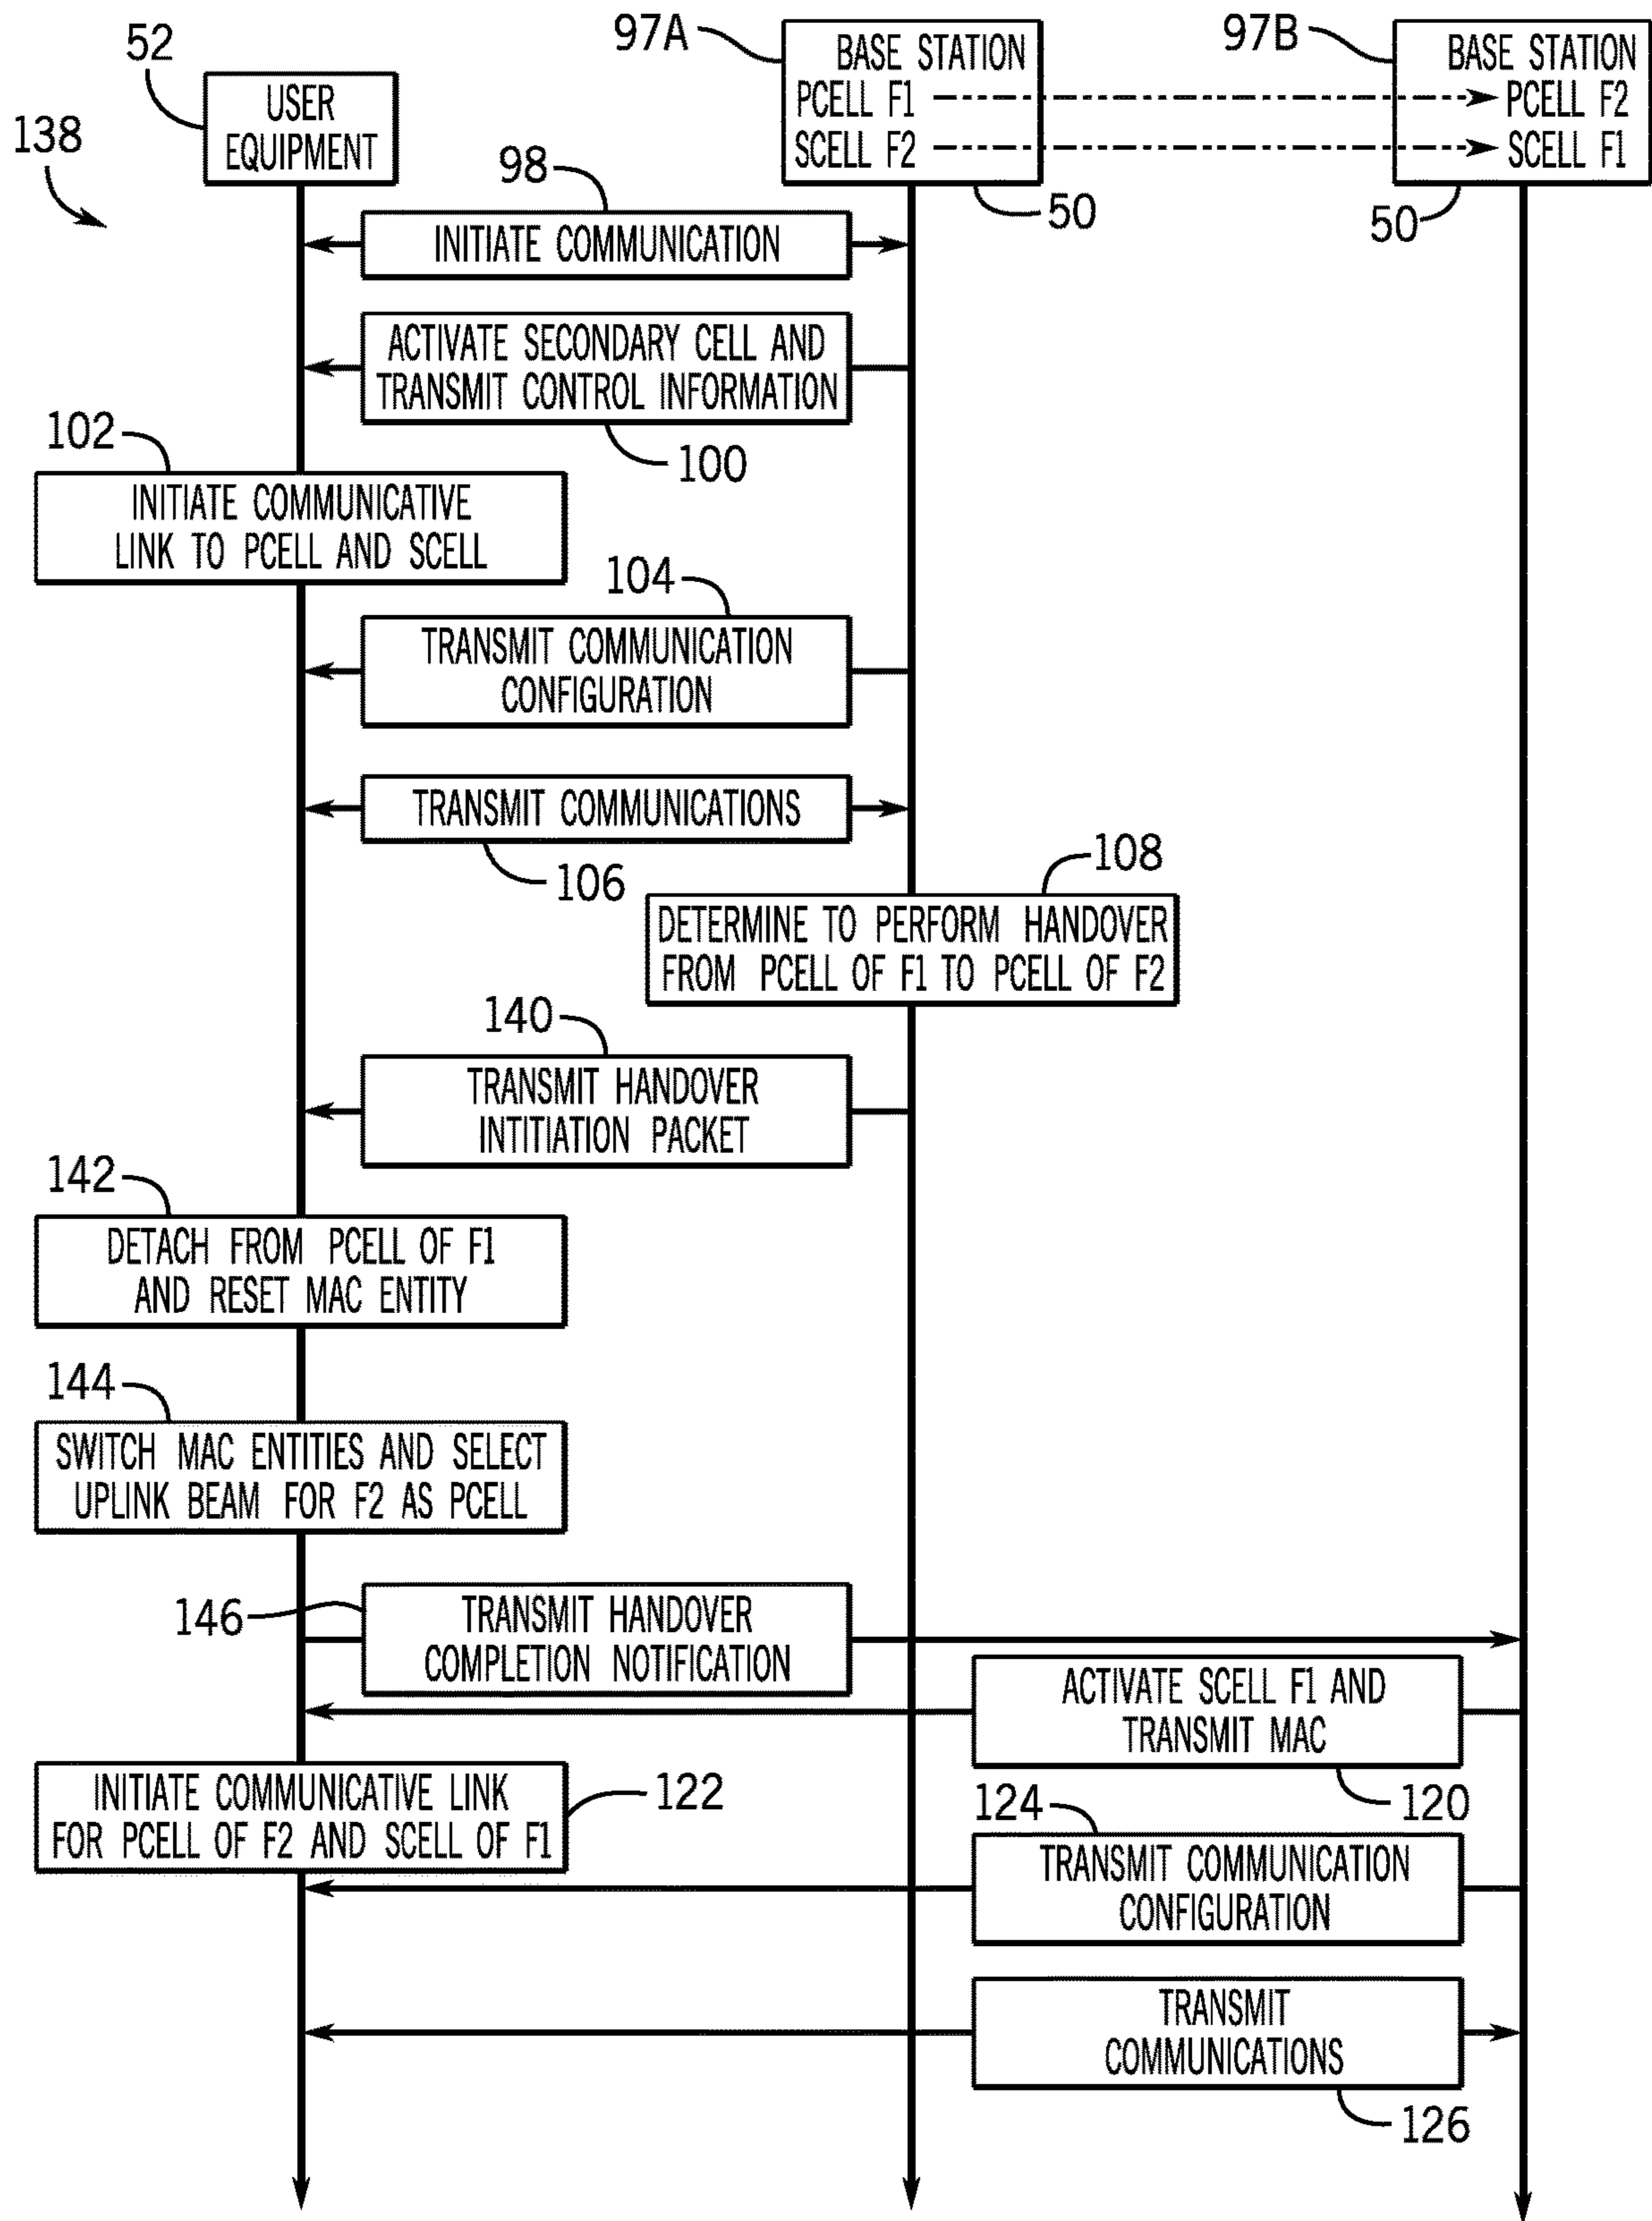 52
USER
EQUIPMENT
138
97A
BASE STATION
PCELL F1
SCELL F2
50
97B
BASE STATION
PCELL F2
SCELL F1
50
98
INITIATE COMMUNICATION
ACTIVATE SECONDARY CELL AND
TRANSMIT CONTROL INFORMATION
100
102
INITIATE COMMUNICATIVE
LINK TO PCELL AND SCELL
104
TRANSMIT COMMUNICATION
CONFIGURATION
TRANSMIT COMMUNICATIONS
106
108
DETERMINE TO PERFORM HANDOVER
FROM PCELL OF F1 TO PCELL OF F2
140
TRANSMIT HANDOVER
INTITIATION PACKET
142
DETACH FROM PCELL OF F1
AND RESET MAC ENTITY
144
SWITCH MAC ENTITIES AND SELECT
UPLINK BEAM FOR F2 AS PCELL
146
TRANSMIT HANDOVER
COMPLETION NOTIFICATION
ACTIVATE SCELL F1 AND
TRANSMIT MAC
120
INITIATE COMMUNICATIVE LINK
FOR PCELL OF F2 AND SCELL OF F1
122
124
TRANSMIT COMMUNICATION
CONFIGURATION
TRANSMIT
COMMUNICATIONS
126